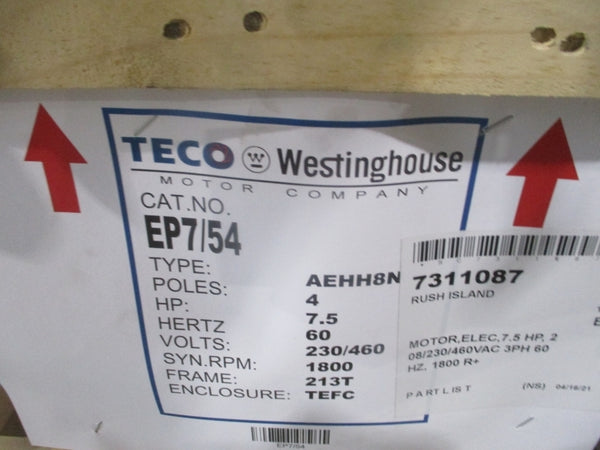 TECO Westinghouse
MOTOR COMPANY
CAT.NO.
EP7/54
TYPE: AEHH8N
POLES: 4
HP: 7.5
HERTZ 60
VOLTS: 230/460
SYN.RPM: 1800
FRAME: 213T
ENCLOSURE: TEFC
EP7/54
7311087
RUSH ISLAND
MOTOR,ELEC,7.5 HP, 2
08/230/460VAC 3PH 60
HZ, 1800 R+
PART LIST (NS) 04/16/21